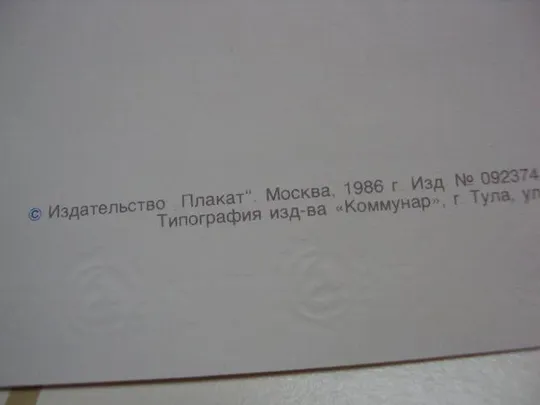 © Издательство „Плакат“. Москва, 1986 г. Изд. № 092374
Типография изд-ва «Коммунар», г. Тула, ул